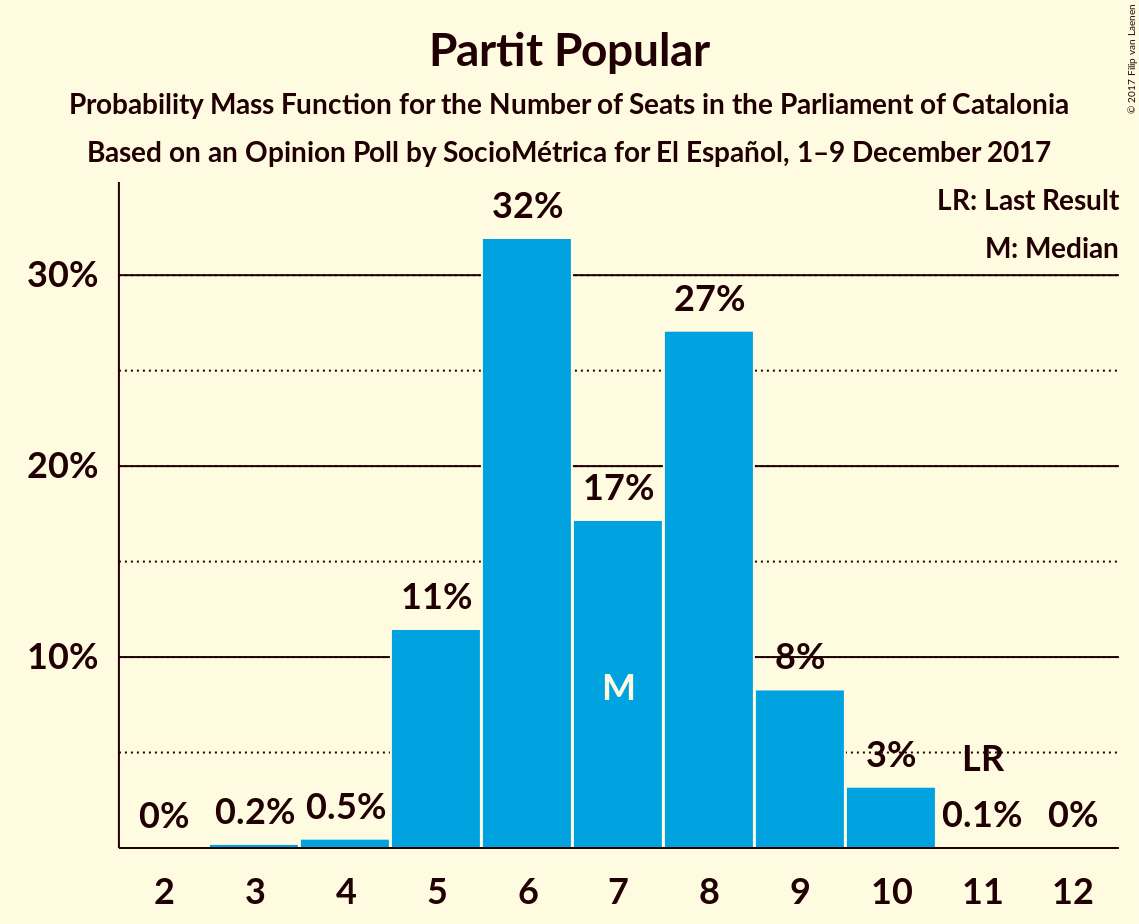 Partit Popular
Probability Mass Function for the Number of Seats in the Parliament of Catalonia
Based on an Opinion Poll by SocioMétrica for El Español, 1–9 December 2017
© 2017 Filip van Laenen
LR: Last Result
M: Median
30%
20%
10%
0%
0.2%
0.5%
11%
32%
17%
27%
8%
3%
0.1%
0%
M
LR
2 3 4 5 6 7 8 9 10 11 12